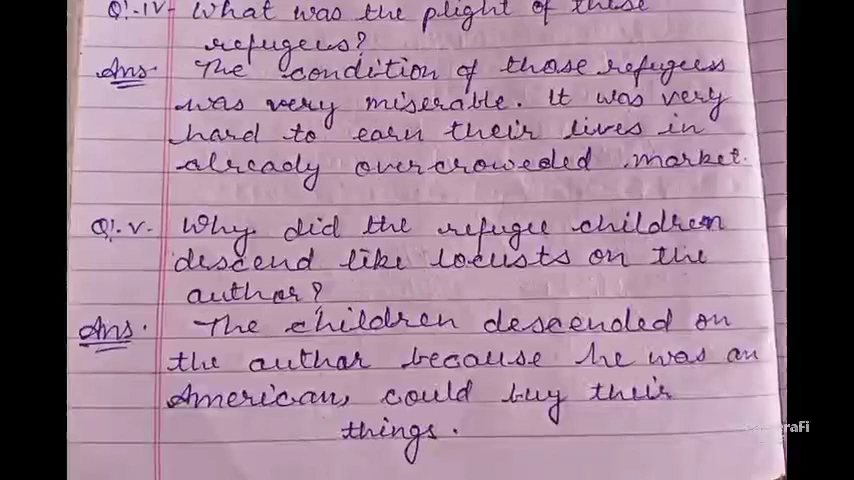 Q!-IV- What was the plight of these
refugees?
Ans. The condition of those refugees
was very miserable. It was very
hard to earn their lives in
already overcrowded market.
Q!-V- Why did the refugee children
descend like locusts on the
author?
Ans. The children descended on
the author because he was an
American, could buy their
things.